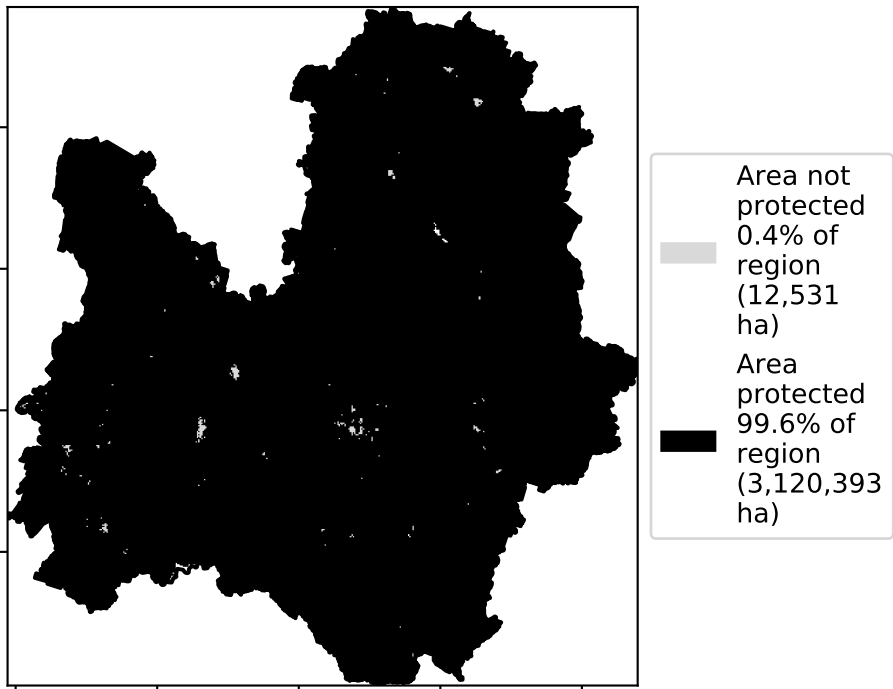 Area not
protected
0.4% of
region
(12,531
ha)
Area
protected
99.6% of
region
(3,120,393
ha)